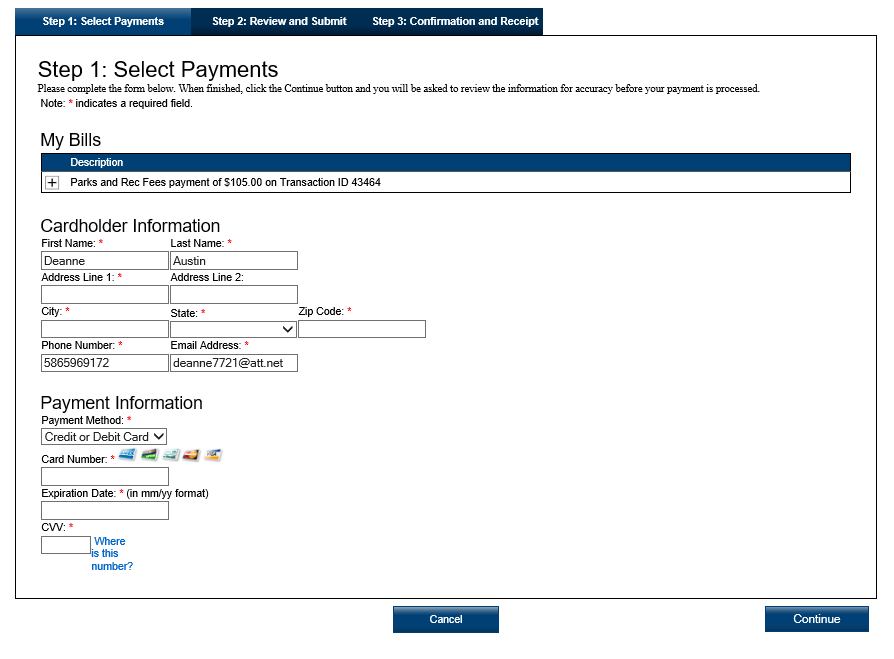 Step 1: Select Payments Step 2: Review and Submit Step 3: Confirmation and Receipt
Step 1: Select Payments
Please complete the form below. When finished, click the Continue button and you will be asked to review the information for accuracy before your payment is processed.
Note: * indicates a required field.
My Bills
Description
Parks and Rec Fees payment of $105.00 on Transaction ID 43464
Cardholder Information
First Name: * Last Name: *
Deanne Austin
Address Line 1: * Address Line 2:
City: * State: * Zip Code: *
Phone Number: * Email Address: *
5865969172 deanne7721@att.net
Payment Information
Payment Method: *
Credit or Debit Card
Card Number: *
Expiration Date: * (in mm/yy format)
CVV: *
Where
is this
number?
Cancel Continue